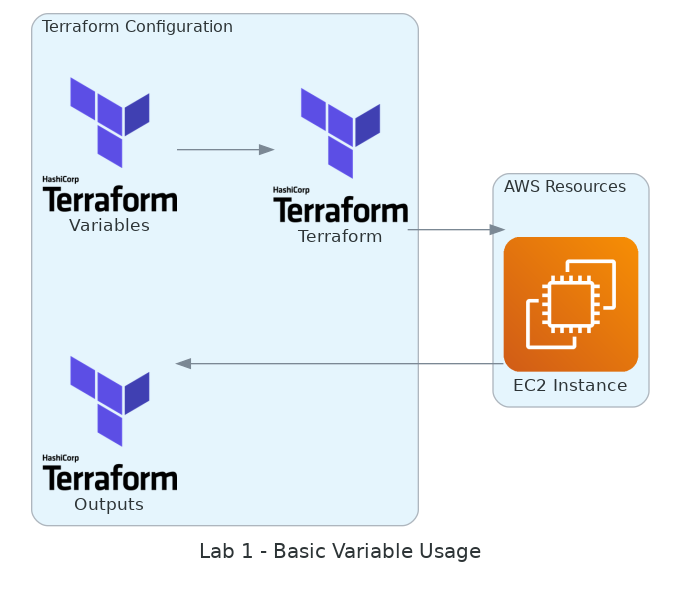 Terraform Configuration
HashiCorp
Terraform
Variables
HashiCorp
Terraform
Terraform
AWS Resources
EC2 Instance
HashiCorp
Terraform
Outputs
Lab 1 - Basic Variable Usage